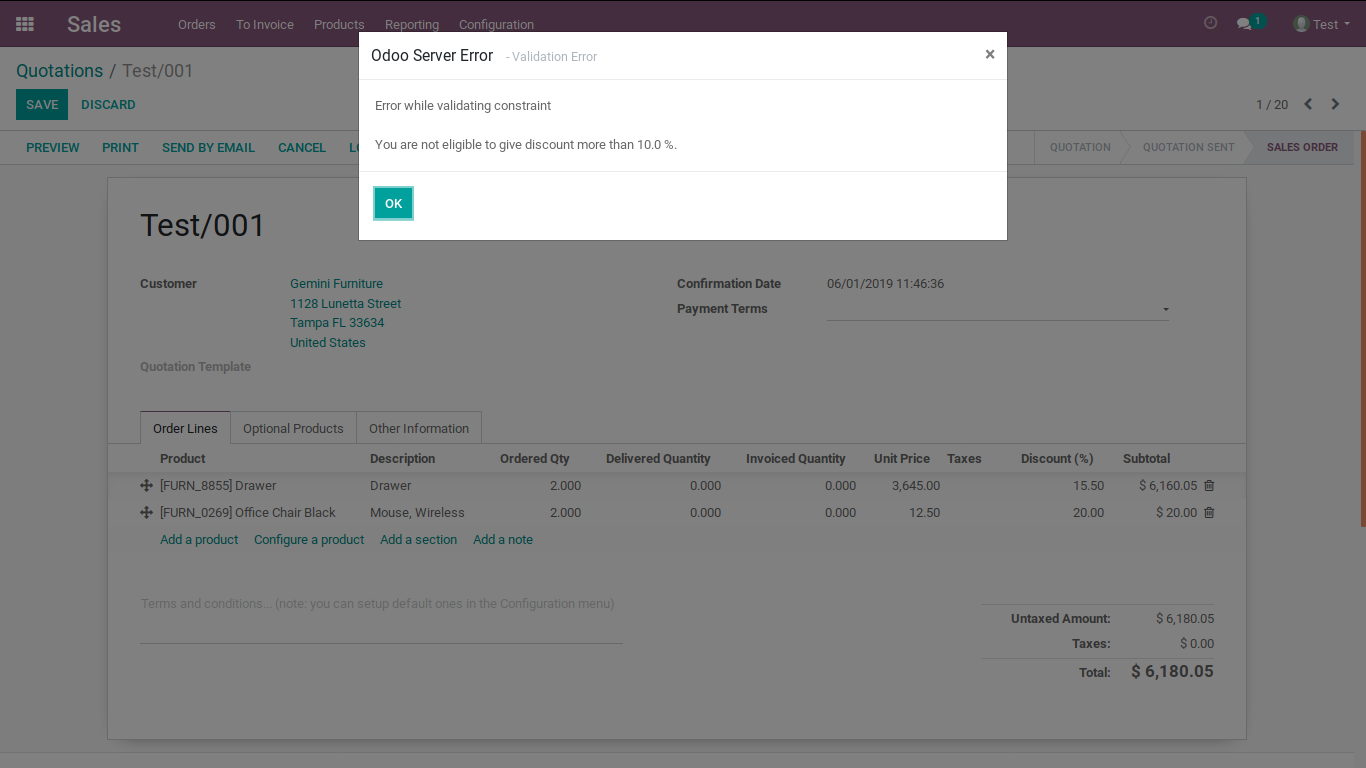 Sales Orders To Invoice Products Reporting Configuration 1 Test
Odoo Server Error - Validation Error ×
Quotations / Test/001
SAVE DISCARD 1 / 20
Error while validating constraint
You are not eligible to give discount more than 10.0 %.
PREVIEW PRINT SEND BY EMAIL CANCEL QUOTATION QUOTATION SENT SALES ORDER
OK
Test/001
Customer Gemini Furniture Confirmation Date 06/01/2019 11:46:36
1128 Lunetta Street Payment Terms
Tampa FL 33634
United States
Quotation Template
Order Lines Optional Products Other Information
Product Description Ordered Qty Delivered Quantity Invoiced Quantity Unit Price Taxes Discount (%) Subtotal
[FURN_8855] Drawer Drawer 2.000 0.000 0.000 3,645.00 15.50 $ 6,160.05
[FURN_0269] Office Chair Black Mouse, Wireless 2.000 0.000 0.000 12.50 20.00 $ 20.00
Add a product Configure a product Add a section Add a note
Terms and conditions... (note: you can setup default ones in the Configuration menu)
Untaxed Amount: $ 6,180.05
Taxes: $ 0.00
Total: $ 6,180.05